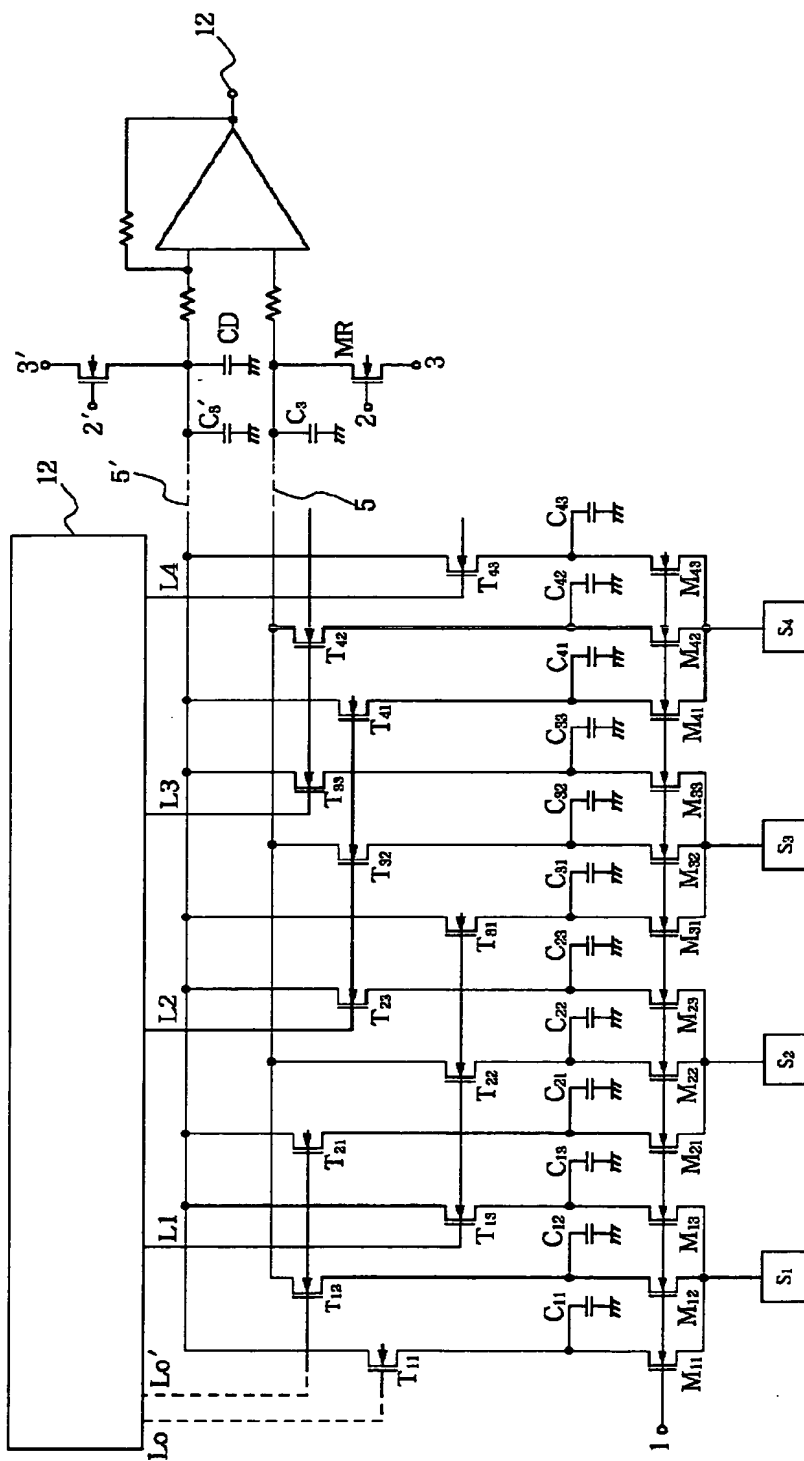 12
3'
2'
CD
MR
3
2
C8'
C3
12
5'
5
L4
L3
L2
L1
Lo'
Lo
T11
T12
T13
T21
T22
T23
T31
T32
T33
T41
T42
T43
C11
C12
C13
C21
C22
C23
C31
C32
C33
C41
C42
C43
1
M11
M12
M13
M21
M22
M23
M31
M32
M33
M41
M42
M43
S1
S2
S3
S4